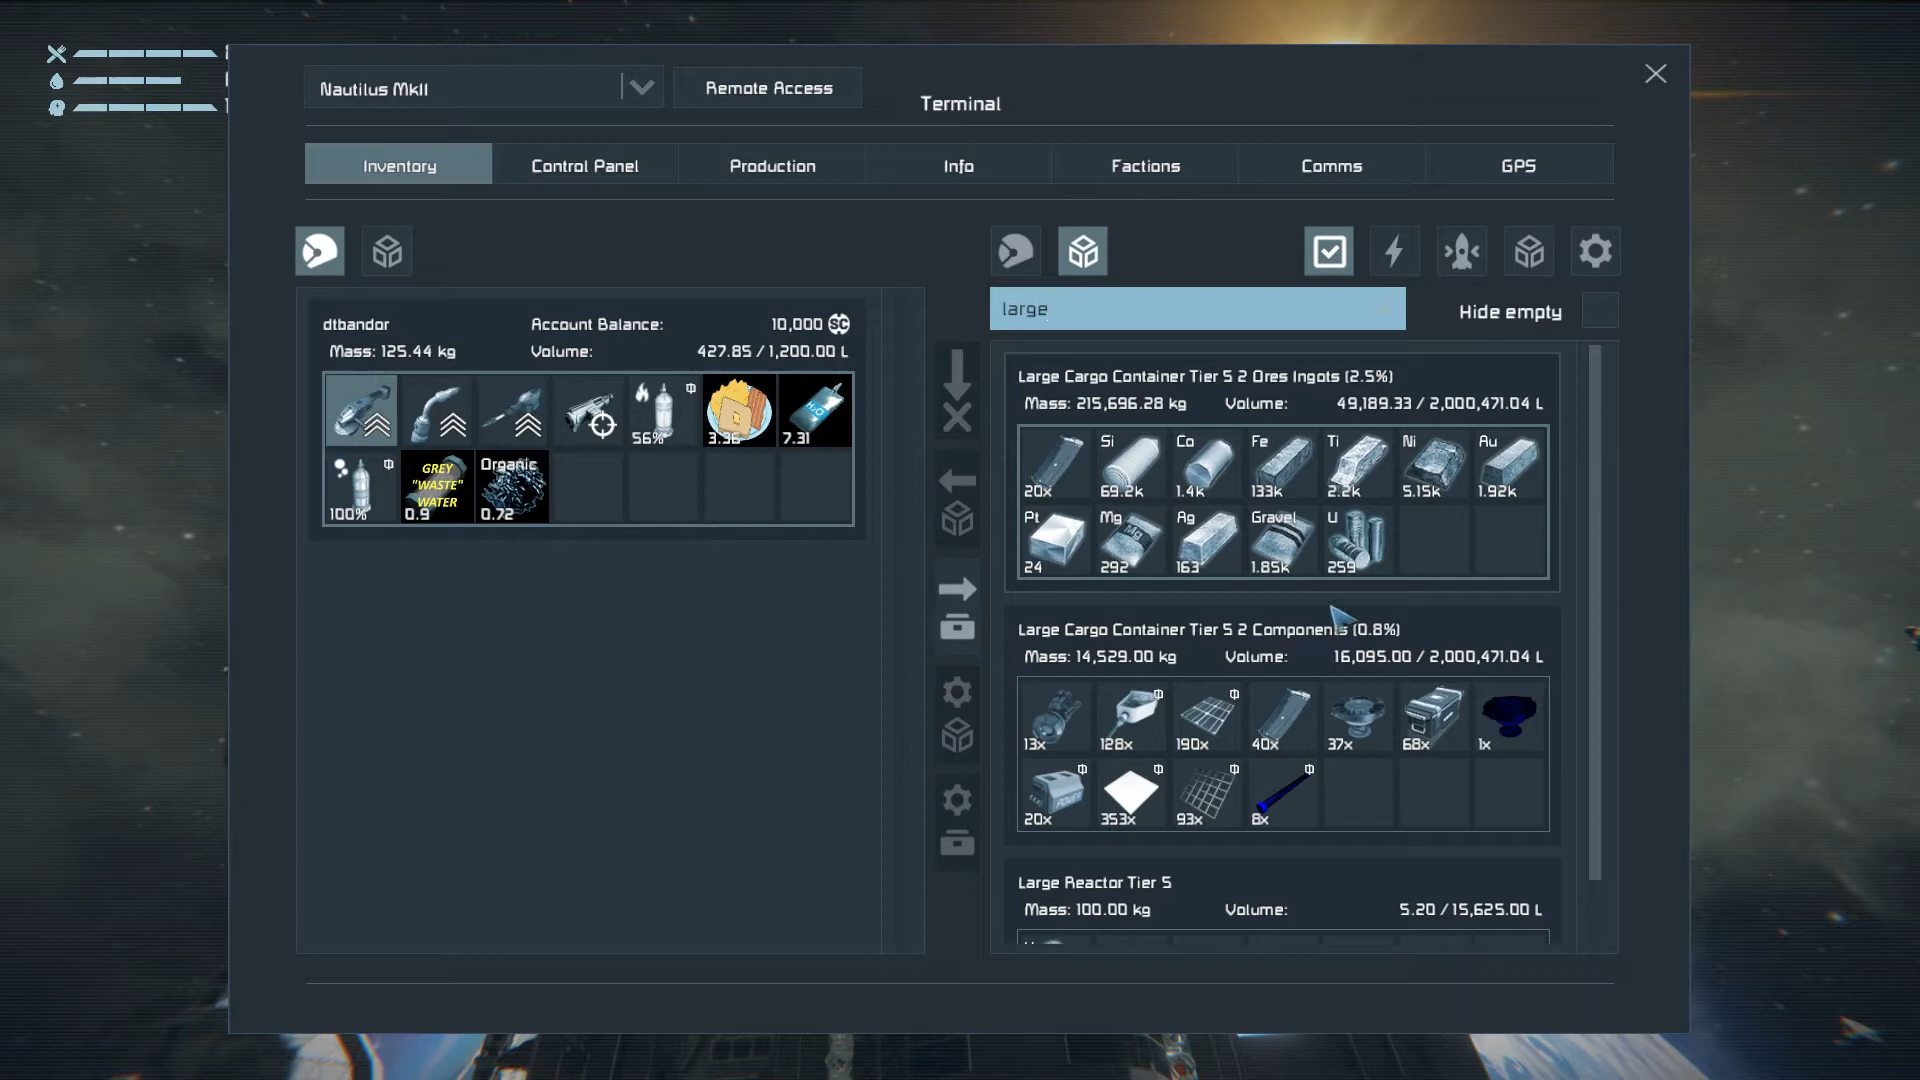 Nautilus MkII
Remote Access
Terminal
Inventory
Control Panel
Production
Info
Factions
Comms
GPS
large
Hide empty
dtbandor
Account Balance:
10,000 SC
Mass: 125.44 kg
Volume:
427.85 / 1,200.00 L
56%
3.36
H2O
7.31
100%
GREY
"WASTE"
WATER
0.9
Organic
0.72
Large Cargo Container Tier 5 2 Ores Ingots (2.5%)
Mass: 215,696.28 kg
Volume:
49,189.33 / 2,000,471.04 L
20x
Si
69.2k
Co
1.4k
Fe
133k
Ti
2.2k
Ni
5.15k
Au
1.92k
Pt
24
Mg
Mg
292
Ag
163
Gravel
1.85k
U
259
Large Cargo Container Tier 5 2 Components (0.8%)
Mass: 14,529.00 kg
Volume:
16,095.00 / 2,000,471.04 L
13x
128x
190x
40x
37x
68x
1x
POWER
20x
353x
93x
8x
Large Reactor Tier 5
Mass: 100.00 kg
Volume:
5.20 / 15,625.00 L